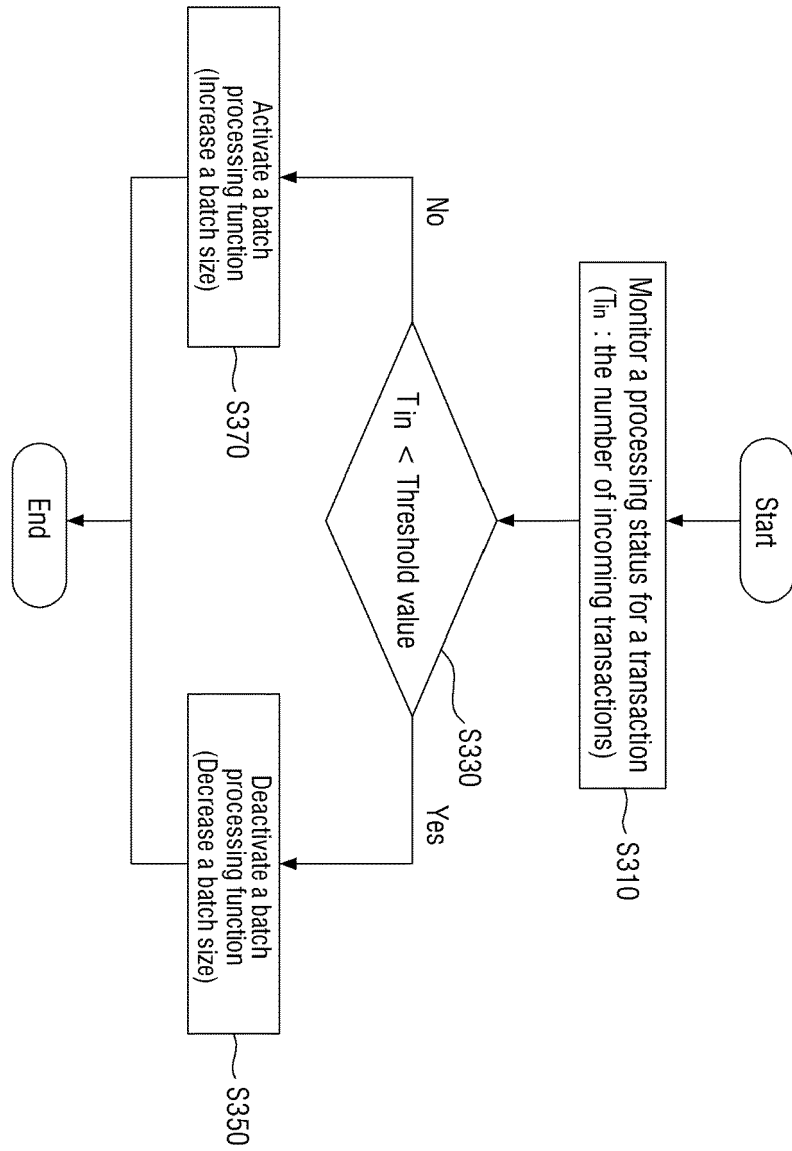 Start
Monitor a processing status for a transaction
(Tin : the number of incoming transactions)
S310
Tin < Threshold value
S330
No
Yes
Activate a batch
processing function
(Increase a batch size)
S370
Deactivate a batch
processing function
(Decrease a batch size)
S350
End